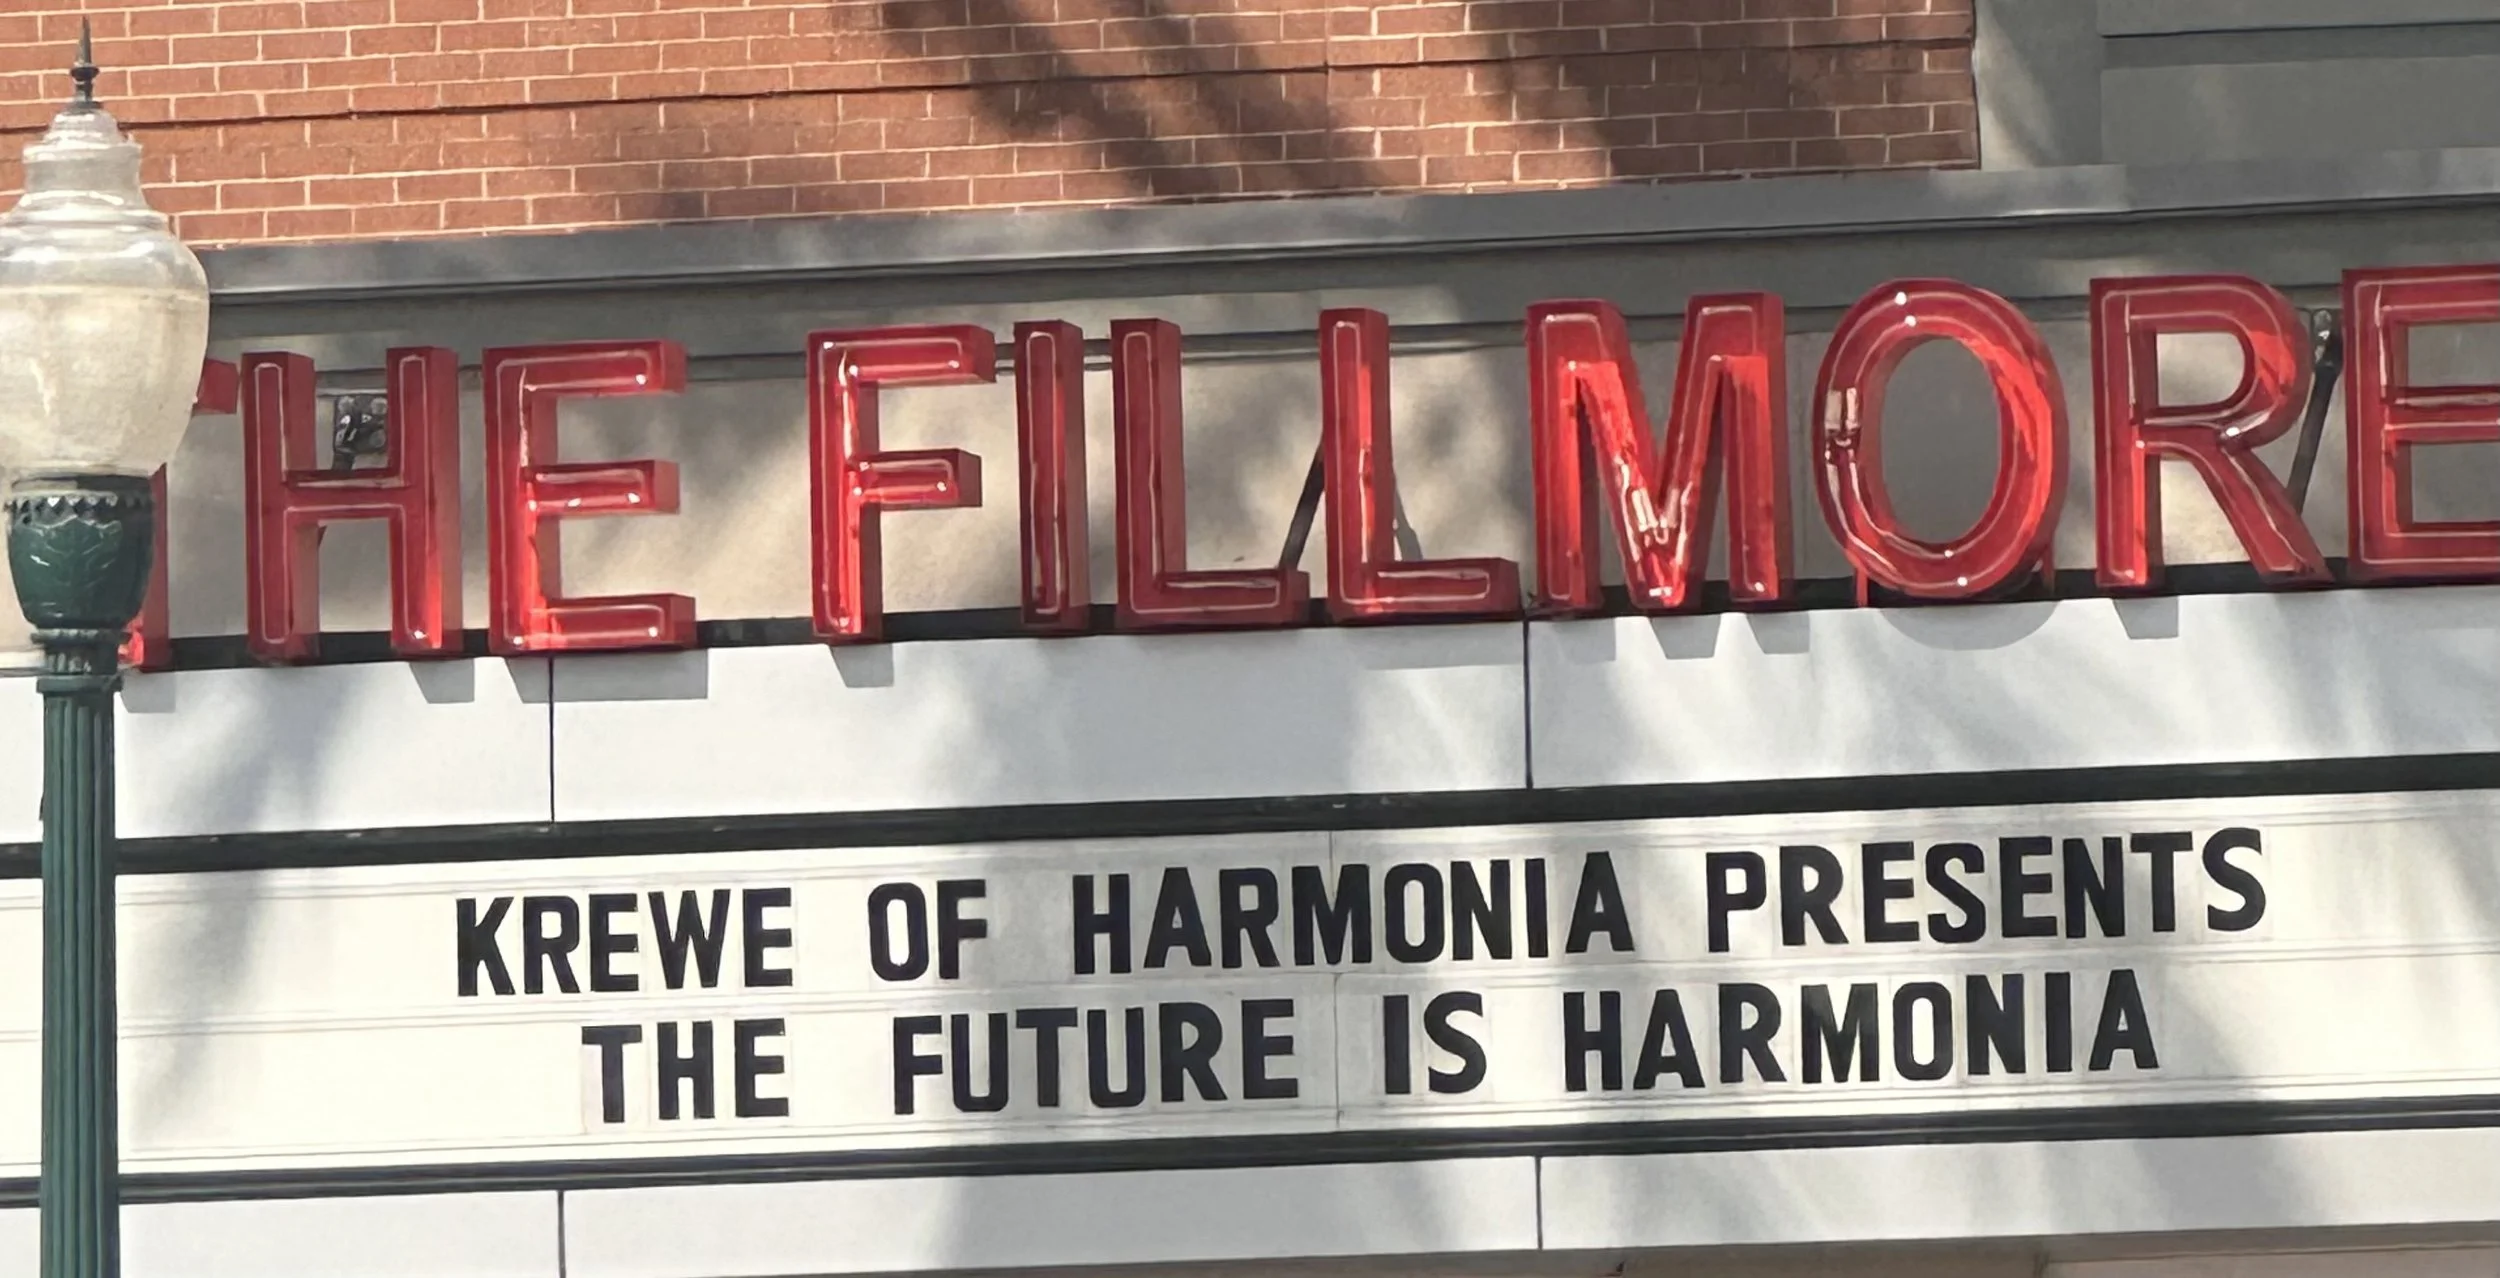 THE FILLMORE
KREWE OF HARMONIA PRESENTS
THE FUTURE IS HARMONIA